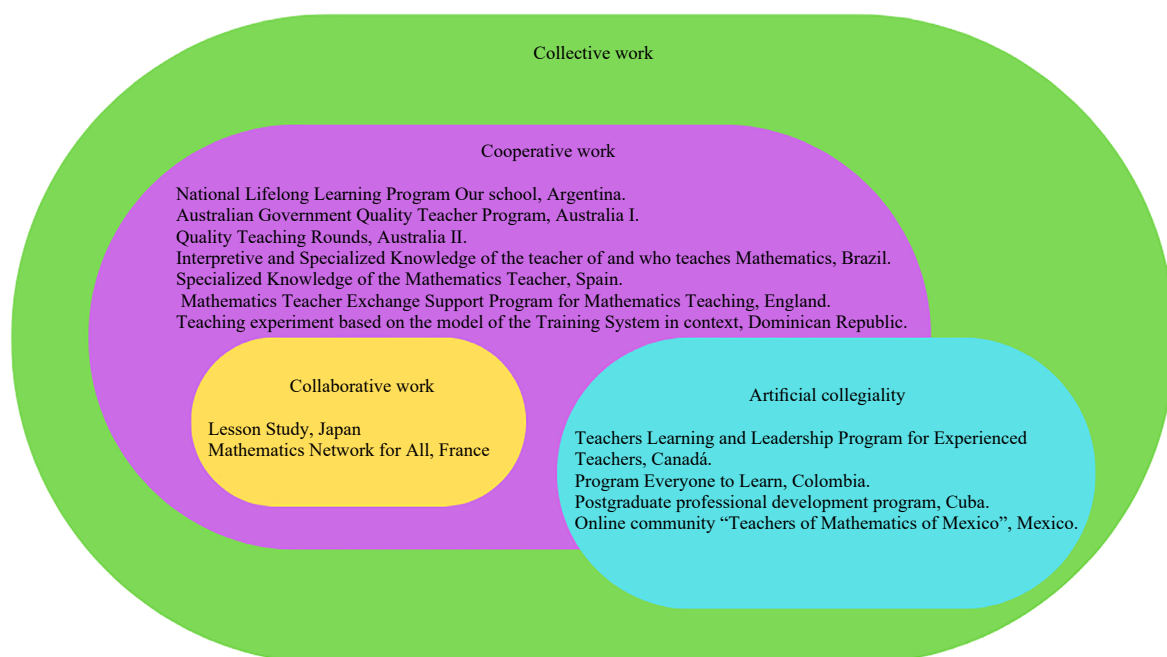 Collective work
Cooperative work
National Lifelong Learning Program Our school, Argentina.
Australian Government Quality Teacher Program, Australia I.
Quality Teaching Rounds, Australia II.
Interpretive and Specialized Knowledge of the teacher of and who teaches Mathematics, Brazil.
Specialized Knowledge of the Mathematics Teacher, Spain.
Mathematics Teacher Exchange Support Program for Mathematics Teaching, England.
Teaching experiment based on the model of the Training System in context, Dominican Republic.
Collaborative work
Lesson Study, Japan
Mathematics Network for All, France
Artificial collegiality
Teachers Learning and Leadership Program for Experienced
Teachers, Canadá.
Program Everyone to Learn, Colombia.
Postgraduate professional development program, Cuba.
Online community “Teachers of Mathematics of Mexico”, Mexico.